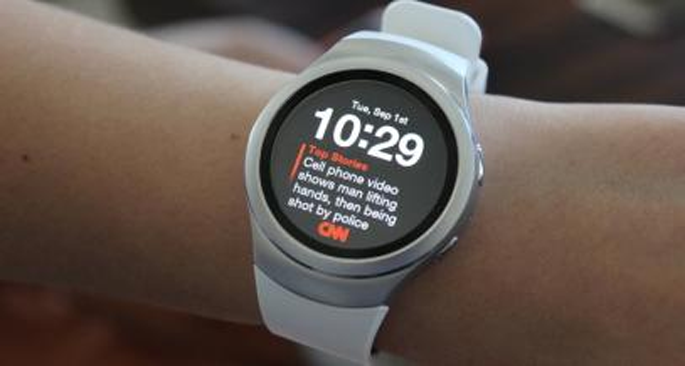 Tue, Sep 1st
10:29
Top Stories
Cell phone video
shows man lifting
hands, then being
shot by police
CNN